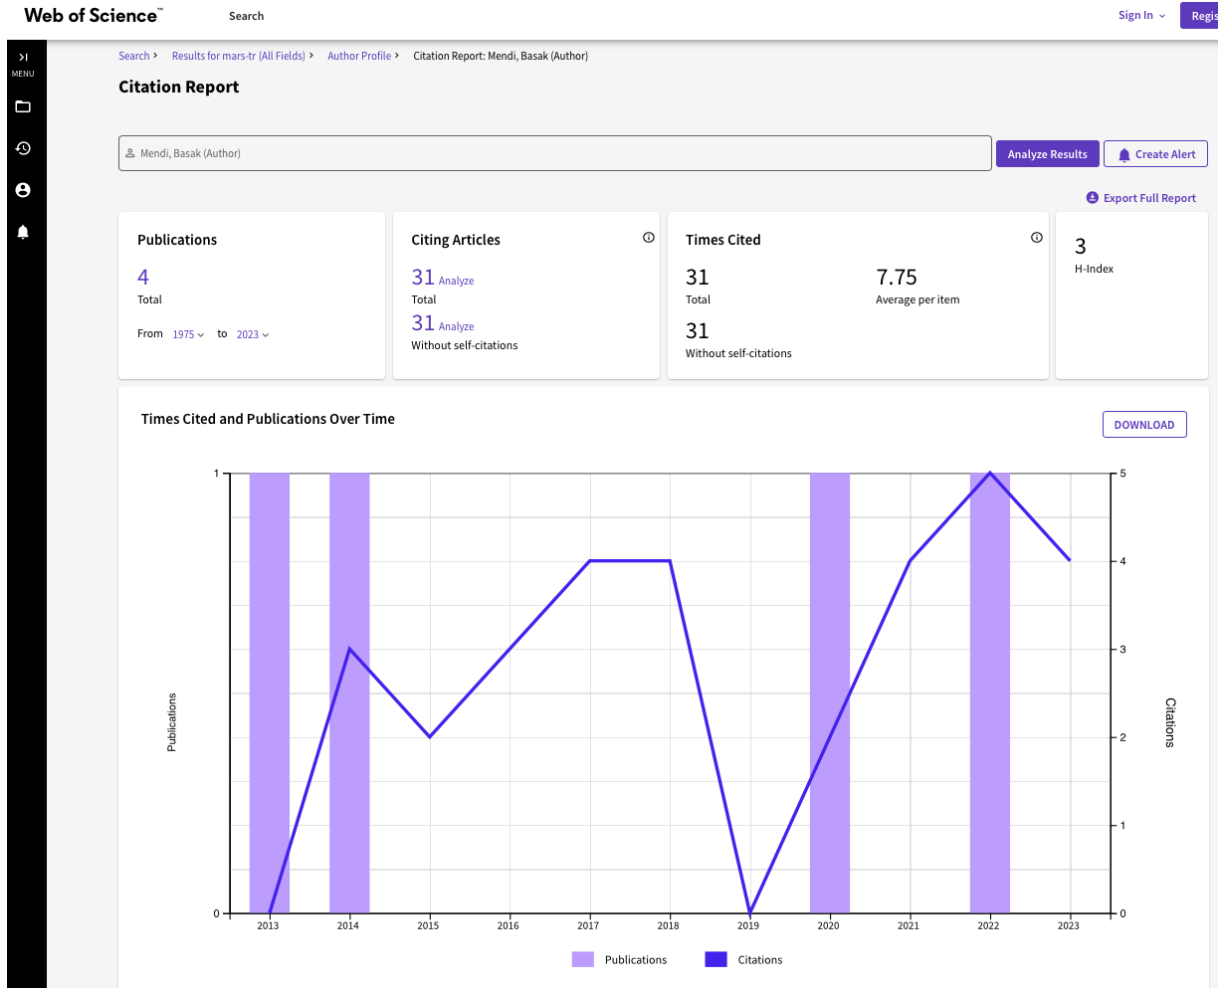 Web of Science™ Search Sign In Regis
MENU
Search > Results for mars-tr (All Fields) > Author Profile > Citation Report: Mendi, Basak (Author)
Citation Report
Mendi, Basak (Author) Analyze Results Create Alert
Export Full Report
Publications
4
Total
From 1975 to 2023
Citing Articles
31 Analyze
Total
31 Analyze
Without self-citations
Times Cited
31
Total
7.75
Average per item
31
Without self-citations
3
H-Index
Times Cited and Publications Over Time
DOWNLOAD
1
0
Publications
5
4
3
2
1
0
Citations
2013 2014 2015 2016 2017 2018 2019 2020 2021 2022 2023
Publications Citations